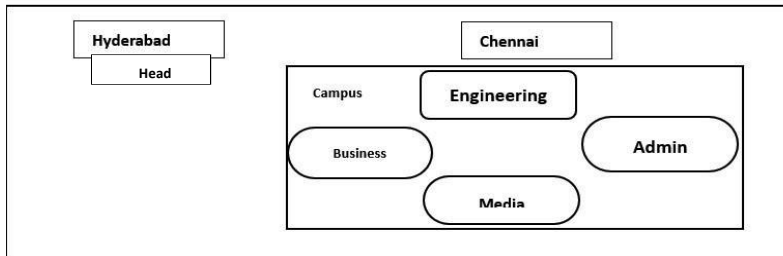 Hyderabad
Chennai
Head
Campus
Engineering
Business
Admin
Media